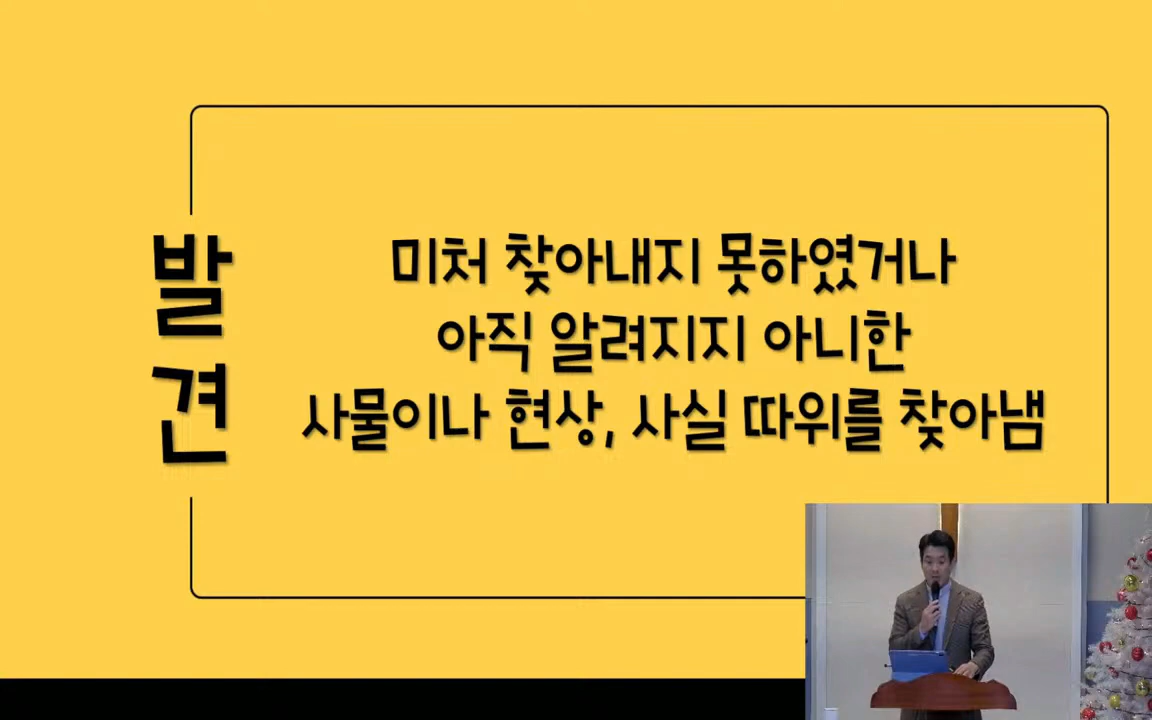 발견
미처 찾아내지 못하였거나
아직 알려지지 아니한
사물이나 현상, 사실 따위를 찾아냄